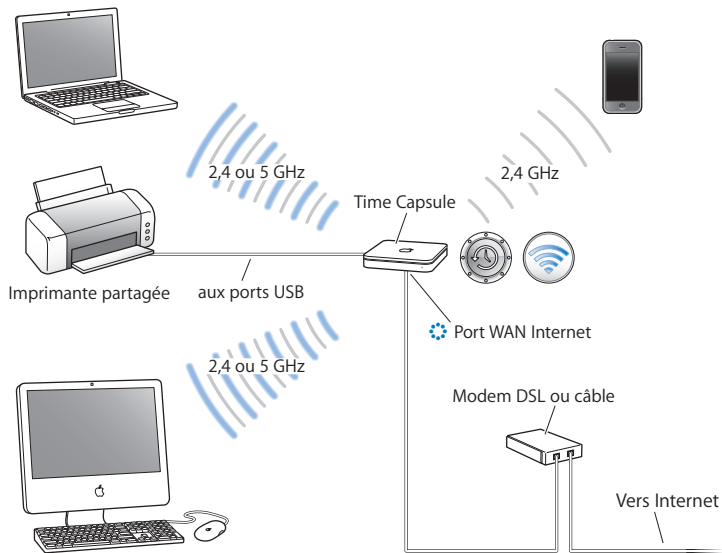 2,4 ou 5 GHz
2,4 GHz
Time Capsule
Imprimante partagée
aux ports USB
Port WAN Internet
2,4 ou 5 GHz
Modem DSL ou câble
Vers Internet